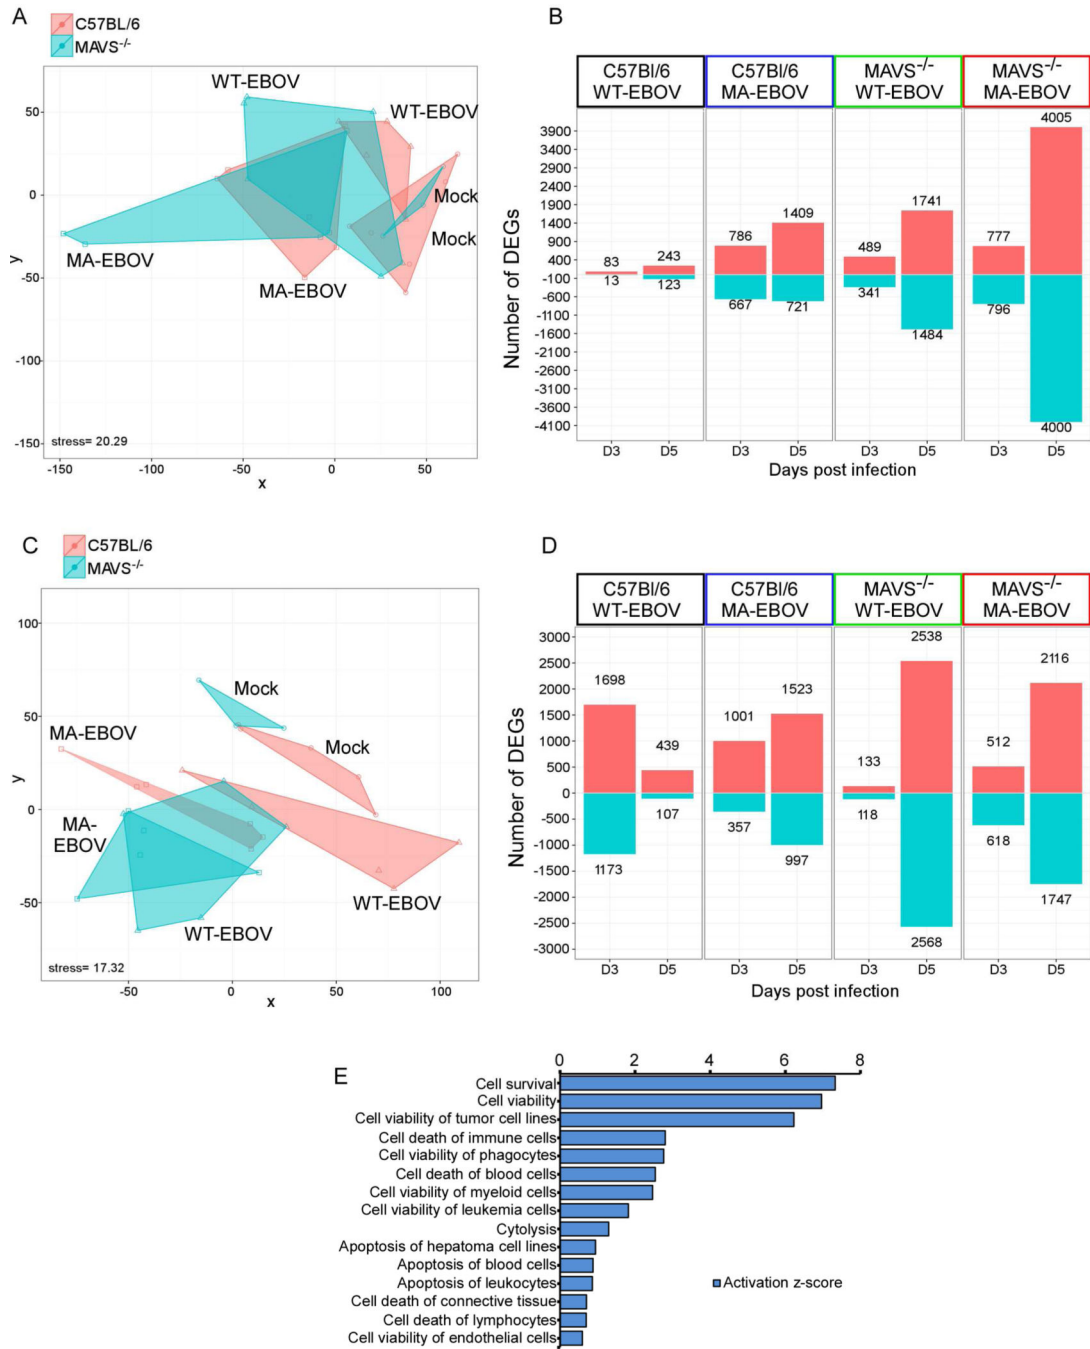 A
C57BL/6
MAVS-/-
WT-EBOV
WT-EBOV
Mock
Mock
MA-EBOV
MA-EBOV
50
0
-50
-100
-150
y
stress= 20.29
-150
-100
-50
0
50
x
B
C57Bl/6
WT-EBOV
C57Bl/6
MA-EBOV
MAVS-/-
WT-EBOV
MAVS-/-
MA-EBOV
Number of DEGs
3900
3400
2900
2400
1900
1400
900
400
-100
-600
-1100
-1600
-2100
-2600
-3100
-3600
-4100
83
13
243
123
786
667
1409
721
489
341
1741
1484
777
796
4005
4000
D3 D5 D3 D5 D3 D5 D3 D5
Days post infection
C
C57BL/6
MAVS-/-
Mock
Mock
MA-EBOV
MA-
EBOV
WT-EBOV
WT-EBOV
100
50
0
-50
y
stress= 17.32
-50
0
50
100
x
D
C57Bl/6
WT-EBOV
C57Bl/6
MA-EBOV
MAVS-/-
WT-EBOV
MAVS-/-
MA-EBOV
Number of DEGs
3000
2500
2000
1500
1000
500
0
-500
-1000
-1500
-2000
-2500
-3000
1698
1173
439
107
1001
357
1523
997
133
118
2538
2568
512
618
2116
1747
D3 D5 D3 D5 D3 D5 D3 D5
Days post infection
E
0 2 4 6 8
Cell survival
Cell viability
Cell viability of tumor cell lines
Cell death of immune cells
Cell viability of phagocytes
Cell death of blood cells
Cell viability of myeloid cells
Cell viability of leukemia cells
Cytolysis
Apoptosis of hepatoma cell lines
Apoptosis of blood cells
Apoptosis of leukocytes
Cell death of connective tissue
Cell death of lymphocytes
Cell viability of endothelial cells
Activation z-score